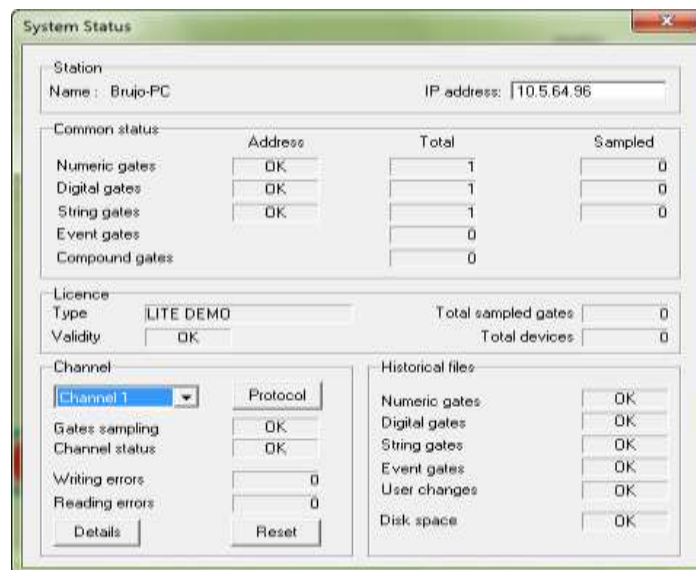 System Status
Station
Name : Brujo-PC IP address: 10.5.64.96
Common status
Address Total Sampled
Numeric gates OK 1 0
Digital gates OK 1 0
String gates OK 1 0
Event gates 0
Compound gates 0
Licence
Type LITE DEMO Total sampled gates 0
Validity OK Total devices 0
Channel
Channel 1 Protocol
Gates sampling OK
Channel status OK
Writing errors 0
Reading errors 0
Details Reset
Historical files
Numeric gates OK
Digital gates OK
String gates OK
Event gates OK
User changes OK
Disk space OK